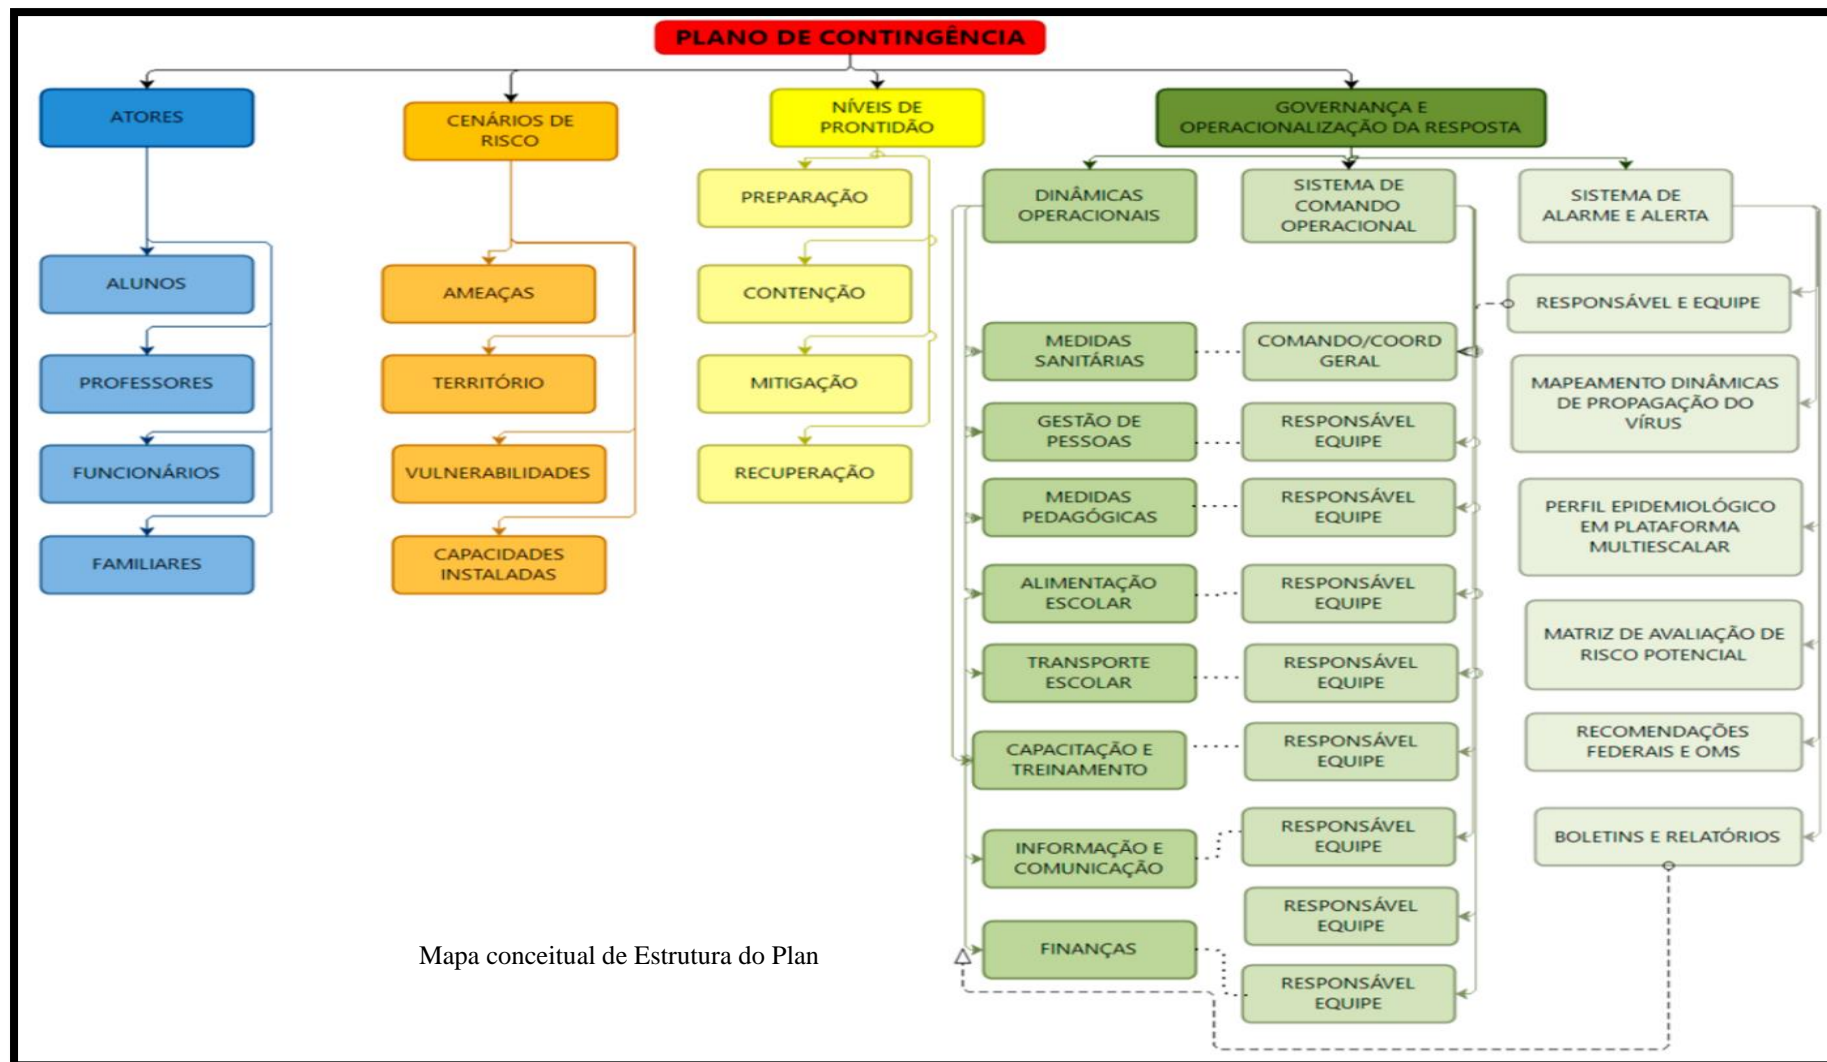 PLANO DE CONTINGÊNCIA
ATORES
ALUNOS
PROFESSORES
FUNCIONÁRIOS
FAMILIARES
CENÁRIOS DE
RISCO
AMEAÇAS
TERRITÓRIO
VULNERABILIDADES
CAPACIDADES
INSTALADAS
NÍVEIS DE
PRONTIDÃO
PREPARAÇÃO
CONTENÇÃO
MITIGAÇÃO
RECUPERAÇÃO
GOVERNANÇA E
OPERACIONALIZAÇÃO DA RESPOSTA
DINÂMICAS
OPERACIONAIS
MEDIDAS
SANITÁRIAS
GESTÃO DE
PESSOAS
MEDIDAS
PEDAGÓGICAS
ALIMENTAÇÃO
ESCOLAR
TRANSPORTE
ESCOLAR
CAPACITAÇÃO E
TREINAMENTO
INFORMAÇÃO E
COMUNICAÇÃO
FINANÇAS
SISTEMA DE
COMANDO
OPERACIONAL
COMANDO/COORD
GERAL
RESPONSÁVEL
EQUIPE
RESPONSÁVEL
EQUIPE
RESPONSÁVEL
EQUIPE
RESPONSÁVEL
EQUIPE
RESPONSÁVEL
EQUIPE
RESPONSÁVEL
EQUIPE
RESPONSÁVEL
EQUIPE
RESPONSÁVEL
EQUIPE
SISTEMA DE
ALARME E ALERTA
RESPONSÁVEL E EQUIPE
MAPEAMENTO DINÂMICAS
DE PROPAGAÇÃO DO
VÍRUS
PERFIL EPIDEMIOLÓGICO
EM PLATAFORMA
MULTIESCALAR
MATRIZ DE AVALIAÇÃO DE
RISCO POTENCIAL
RECOMENDAÇÕES
FEDERAIS E OMS
BOLETINS E RELATÓRIOS
Mapa conceitual de Estrutura do Plan